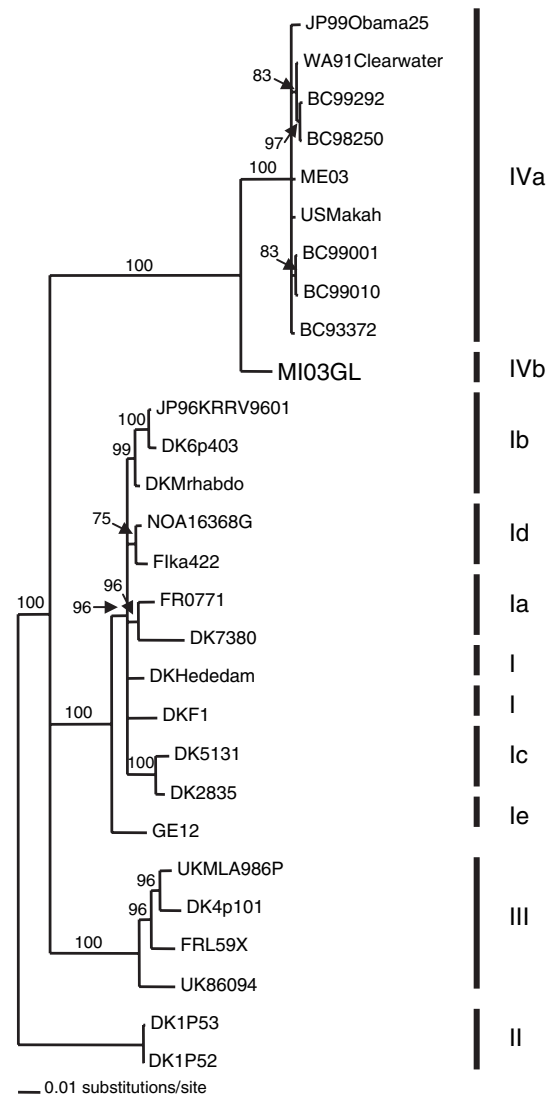 JP99Obama25
WA91Clearwater
83
BC99292
97
BC98250
100
ME03
IVa
USMakah
83
BC99001
100
BC99010
BC93372
MI03GL
IVb
JP96KRRV9601
100
DK6p403
Ib
99
DKMrhabdo
75
NOA16368G
Id
FIka422
96
FR0771
Ia
100
96
DK7380
DKHededam
I
100
DKF1
I
DK5131
Ic
100
DK2835
GE12
Ie
UKMLA986P
96
DK4p101
96
III
FRL59X
100
UK86094
DK1P53
II
DK1P52
0.01 substitutions/site